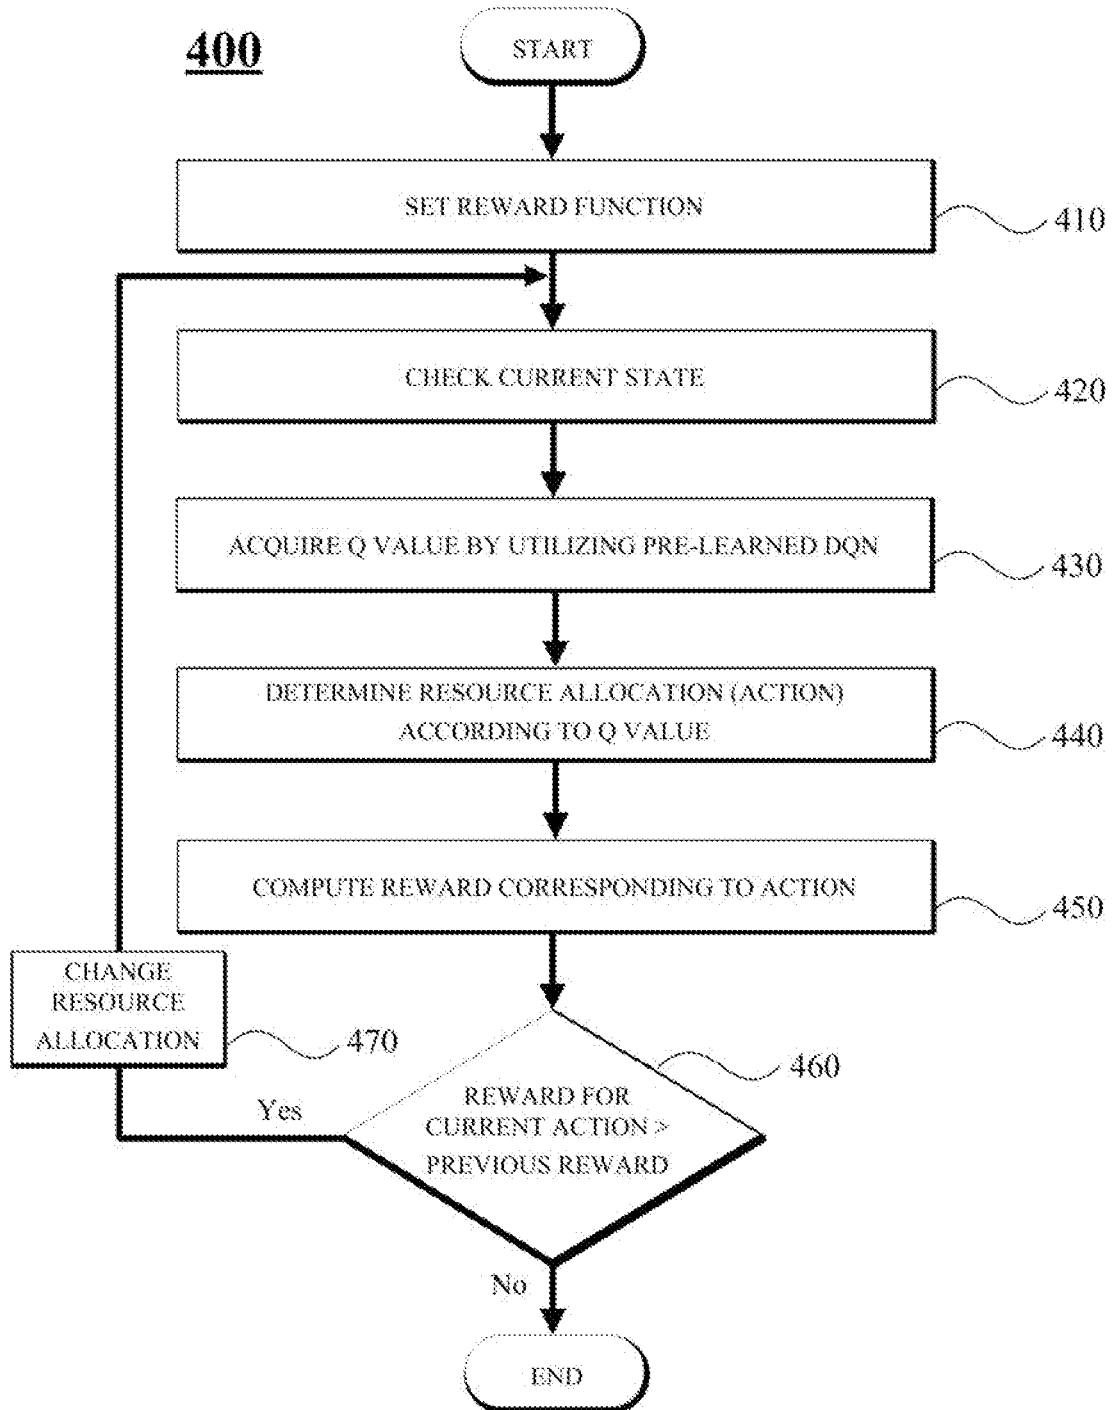 400
START
SET REWARD FUNCTION
410
CHECK CURRENT STATE
420
ACQUIRE Q VALUE BY UTILIZING PRE-LEARNED DQN
430
DETERMINE RESOURCE ALLOCATION (ACTION)
ACCORDING TO Q VALUE
440
COMPUTE REWARD CORRESPONDING TO ACTION
450
CHANGE
RESOURCE
ALLOCATION
470
460
REWARD FOR
CURRENT ACTION >
PREVIOUS REWARD
Yes
No
END